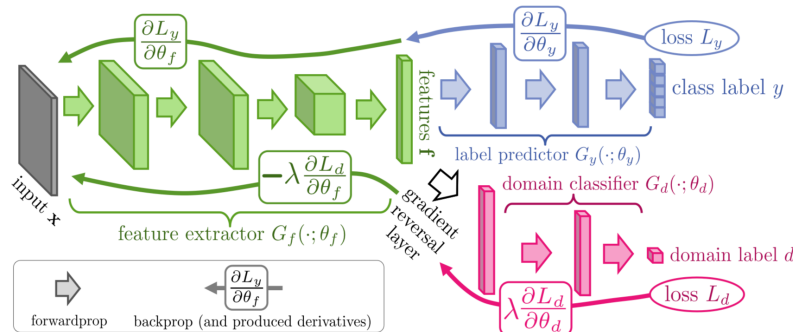 ∂L_y/∂θ_f
∂L_y/∂θ_y
loss L_y
features f
class label y
label predictor G_y(·;θ_y)
input x
−λ ∂L_d/∂θ_f
feature extractor G_f(·;θ_f)
gradient
reversal
layer
domain classifier G_d(·;θ_d)
domain label d
λ ∂L_d/∂θ_d
loss L_d
forwardprop
∂L_y/∂θ_f
backprop (and produced derivatives)